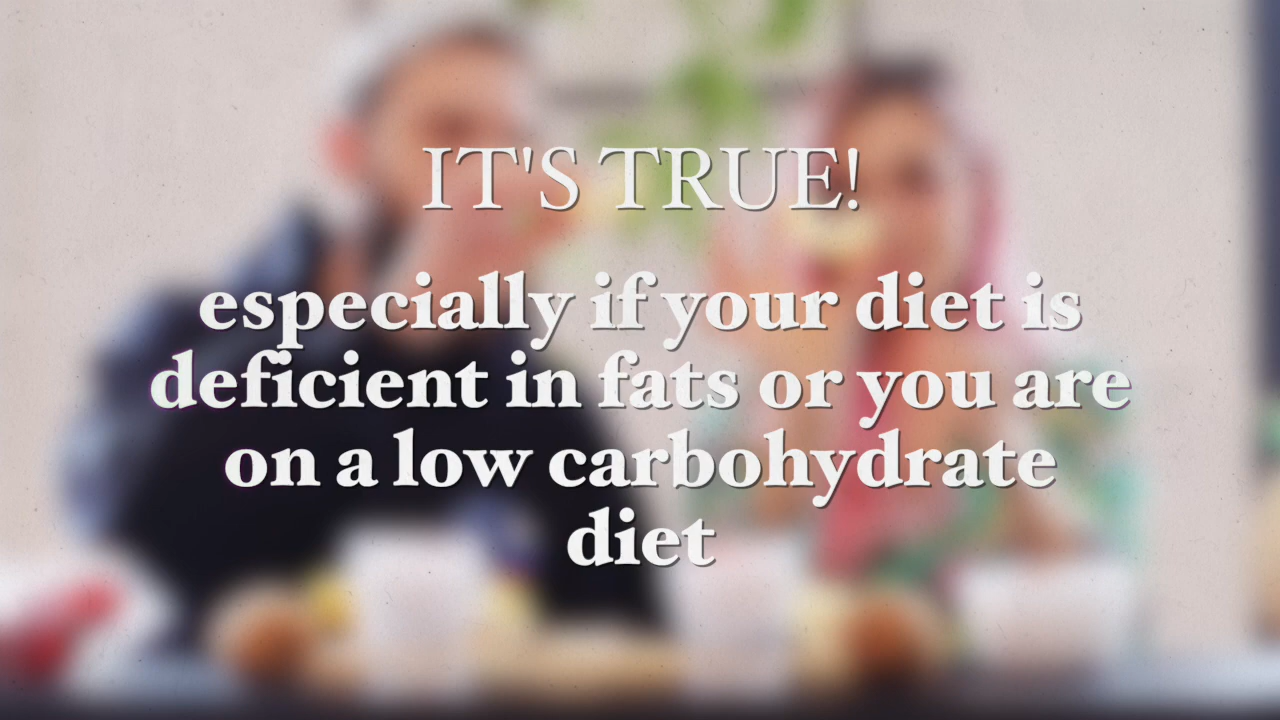 IT'S TRUE!
especially if your diet is
deficient in fats or you are
on a low carbohydrate
diet